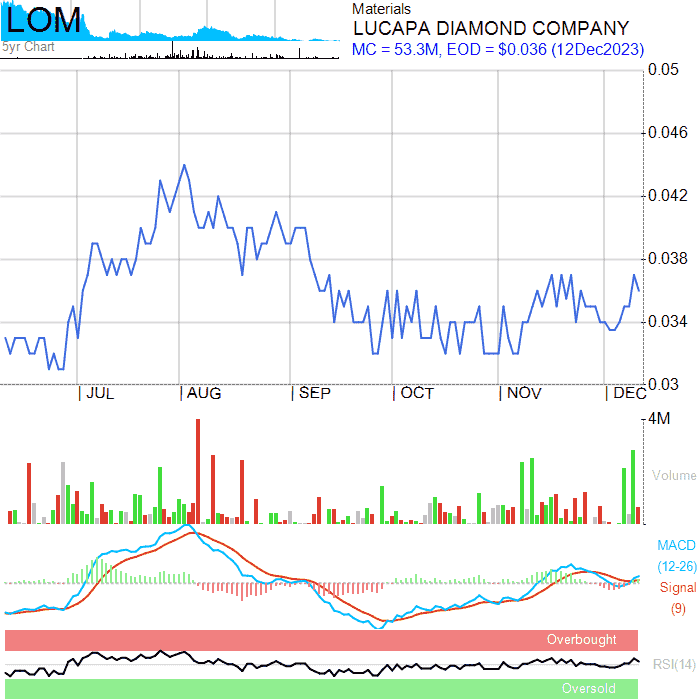 LOM
5yr Chart
Materials
LUCAPA DIAMOND COMPANY
MC = 53.3M, EOD = $0.036 (12Dec2023)
0.05
0.046
0.042
0.038
0.034
0.03
JUL AUG SEP OCT NOV DEC
4M
Volume
MACD
(12-26)
Signal
(9)
Overbought
RSI(14)
Oversold